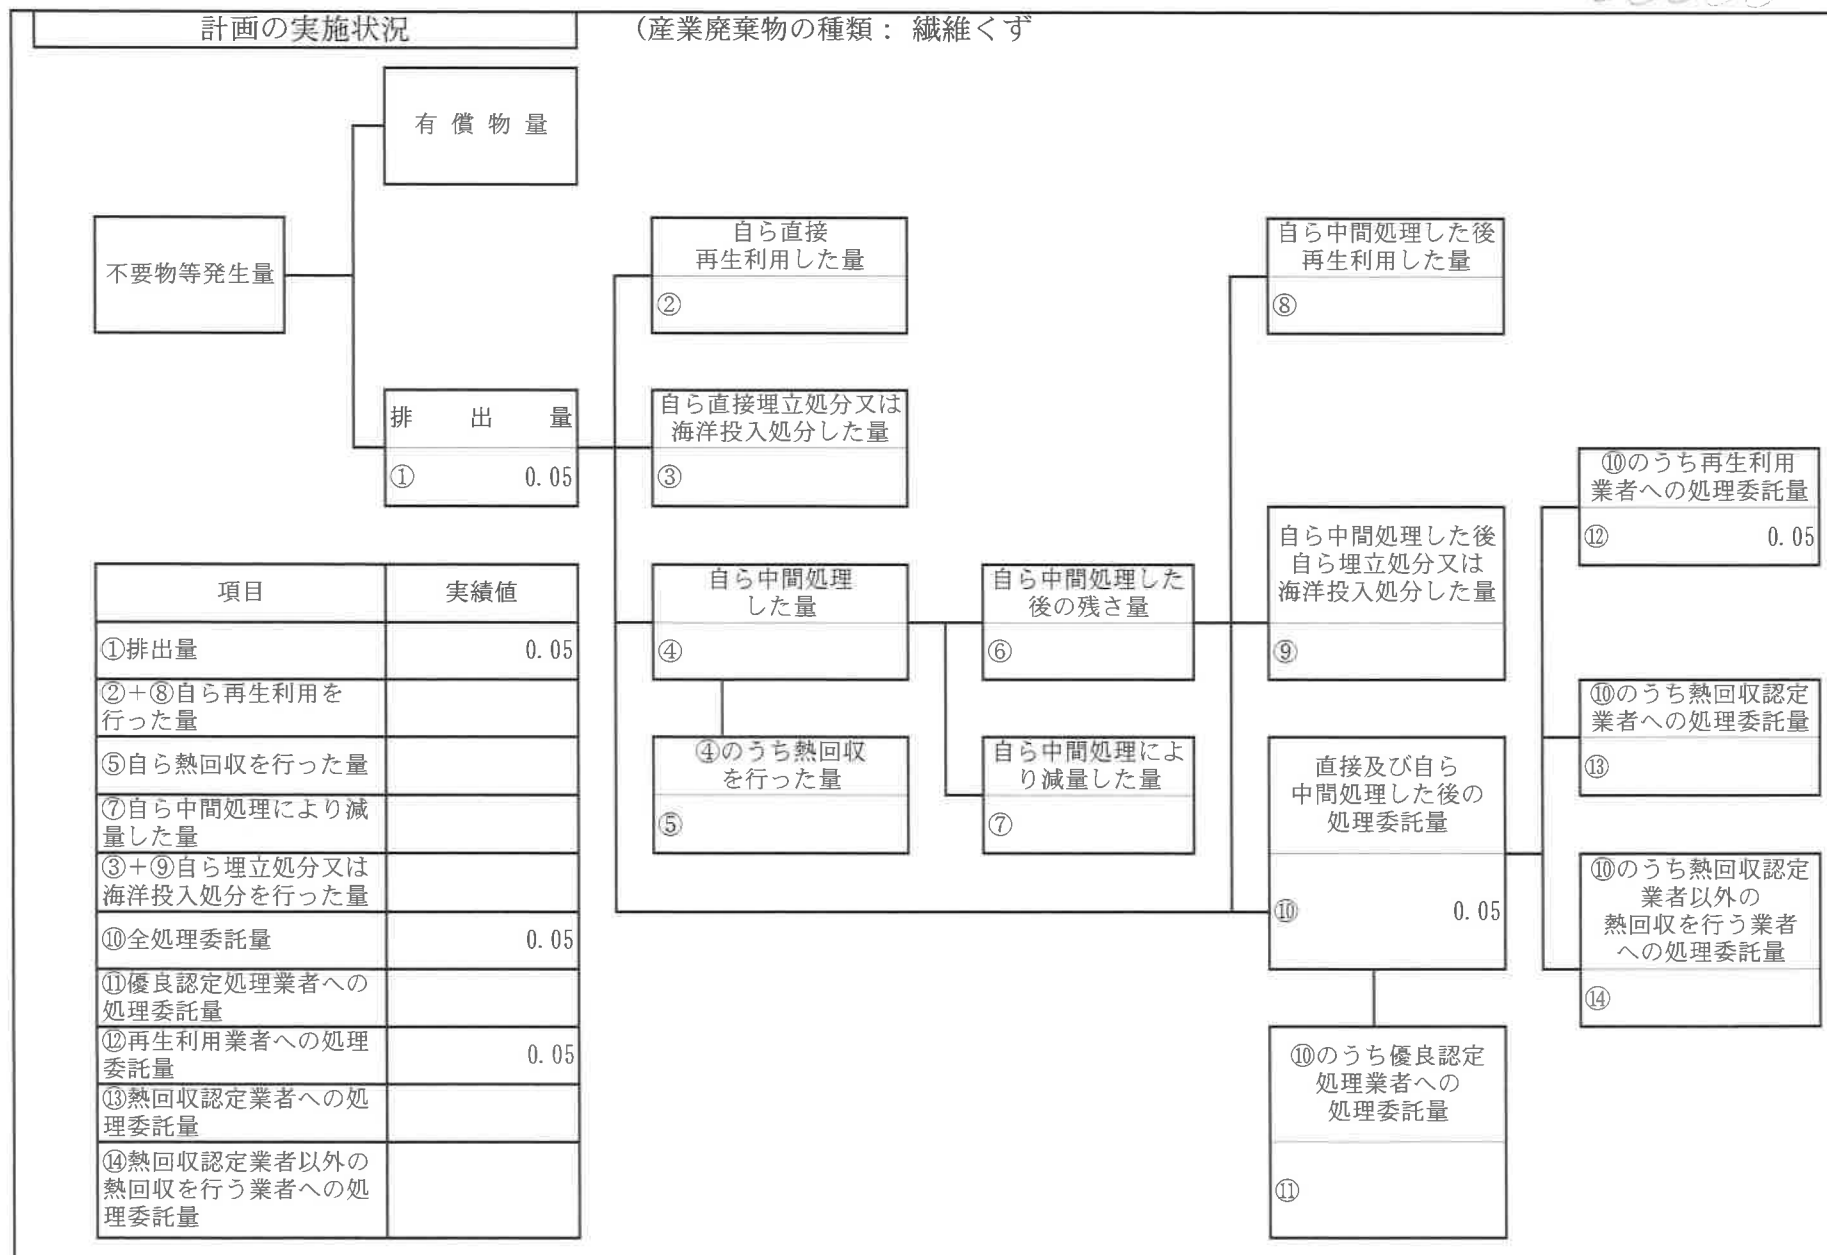 計画の実施状況
(産業廃棄物の種類： 繊維くず
有償物量
不要物等発生量
自ら直接
再生利用した量
②
自ら中間処理した後
再生利用した量
⑧
排出量
① 0.05
自ら直接埋立処分又は
海洋投入処分した量
③
⑩のうち再生利用
業者への処理委託量
⑫ 0.05
自ら中間処理した後
自ら埋立処分又は
海洋投入処分した量
⑨
自ら中間処理
した量
④
自ら中間処理した
後の残さ量
⑥
④のうち熱回収
を行った量
⑤
自ら中間処理によ
り減量した量
⑦
⑩のうち熱回収認定
業者への処理委託量
⑬
直接及び自ら
中間処理した後の
処理委託量
⑩ 0.05
⑩のうち熱回収認定
業者以外の
熱回収を行う業者
への処理委託量
⑭
⑩のうち優良認定
処理業者への
処理委託量
⑪
項目 実績値
①排出量 0.05
②+⑧自ら再生利用を
行った量
⑤自ら熱回収を行った量
⑦自ら中間処理により減
量した量
③+⑨自ら埋立処分又は
海洋投入処分を行った量
⑩全処理委託量 0.05
⑪優良認定処理業者への
処理委託量
⑫再生利用業者への処理
委託量 0.05
⑬熱回収認定業者への処
理委託量
⑭熱回収認定業者以外の
熱回収を行う業者への処
理委託量